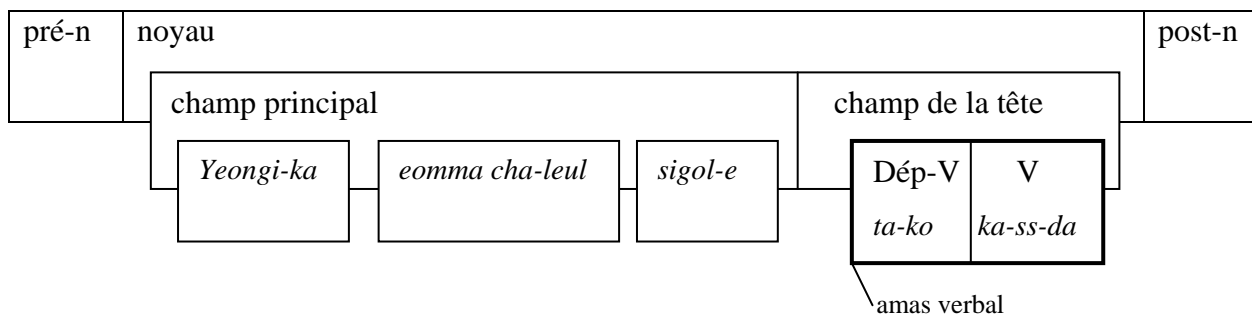 pré-n noyau post-n
champ principal champ de la tête
Yeongi-ka eomma cha-leul sigol-e Dép-V V
ta-ko ka-ss-da
amas verbal